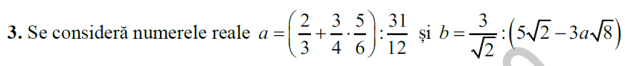 3. Se consideră numerele reale a = (2/3 + 3/4 · 5/6) : 31/12 și b = 3/√2 : (5√2 − 3a√8)